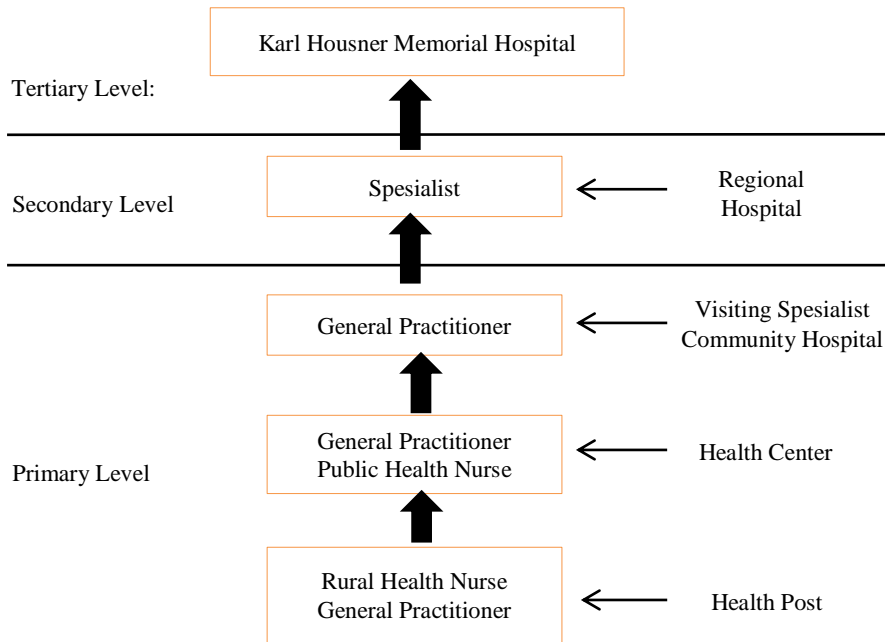 Karl Housner Memorial Hospital
Tertiary Level:
Spesialist
Regional
Hospital
Secondary Level
General Practitioner
Visiting Spesialist
Community Hospital
General Practitioner
Public Health Nurse
Health Center
Primary Level
Rural Health Nurse
General Practitioner
Health Post